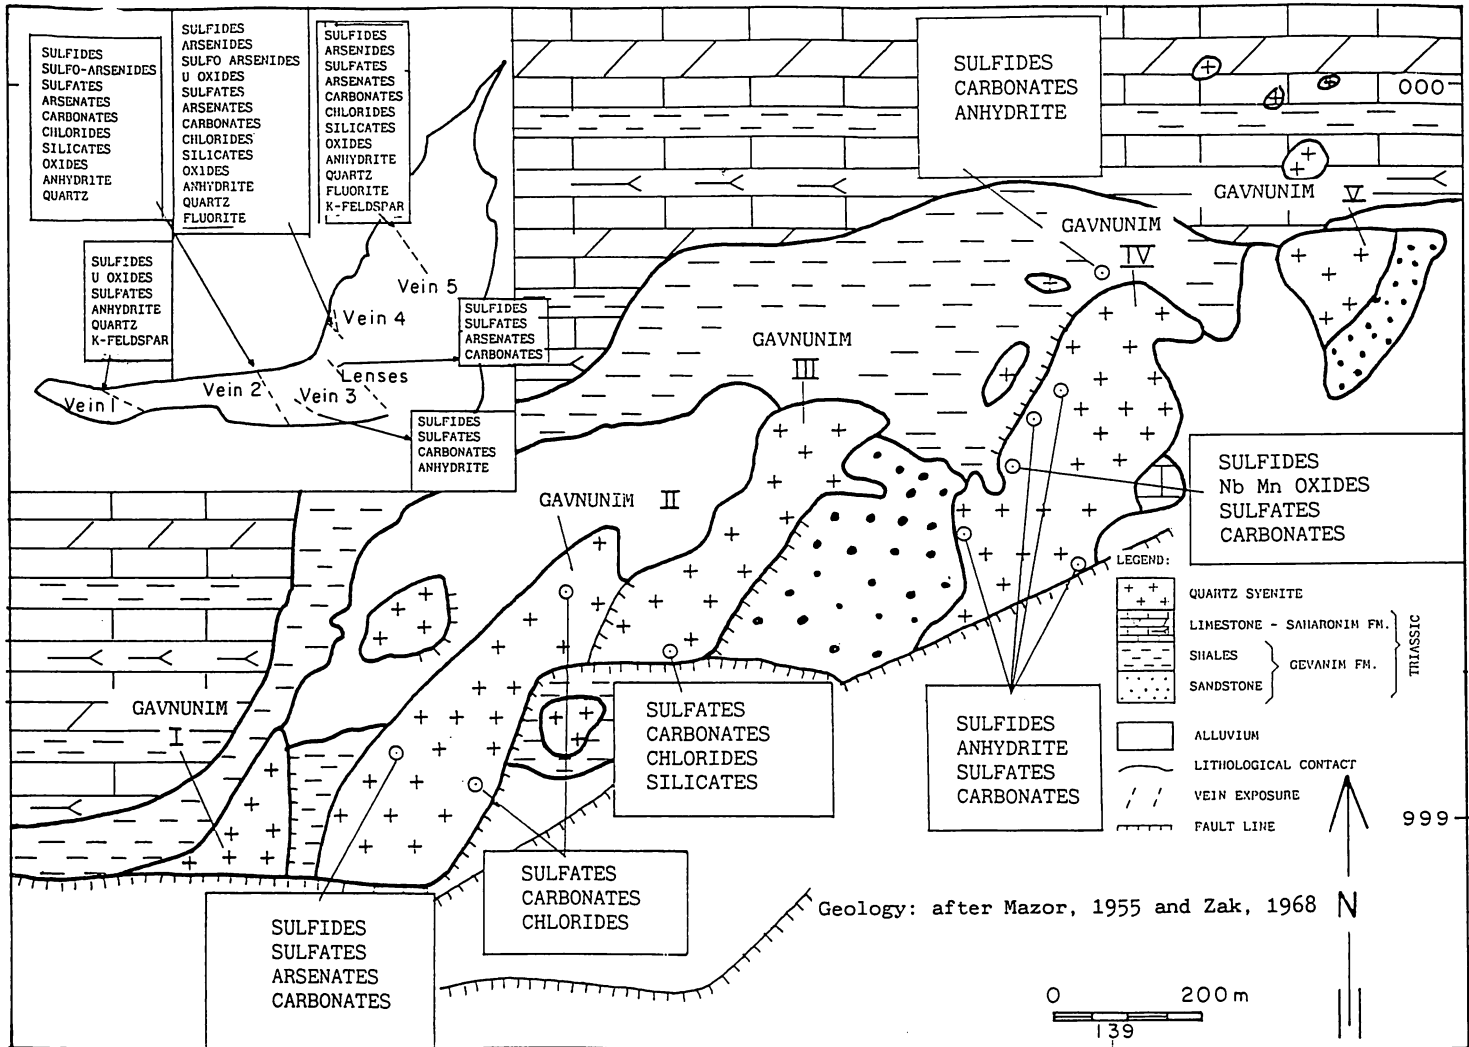 SULFIDES
SULFO-ARSENIDES
SULFATES
ARSENATES
CARBONATES
CHLORIDES
SILICATES
OXIDES
ANHYDRITE
QUARTZ
SULFIDES
ARSENIDES
SULFO ARSENIDES
U OXIDES
SULFATES
ARSENATES
CARBONATES
CHLORIDES
SILICATES
OXIDES
ANHYDRITE
QUARTZ
FLUORITE
SULFIDES
ARSENIDES
SULFATES
ARSENATES
CARBONATES
CHLORIDES
SILICATES
OXIDES
ANHYDRITE
QUARTZ
FLUORITE
K-FELDSPAR
SULFIDES
U OXIDES
SULFATES
ANHYDRITE
QUARTZ
K-FELDSPAR
Vein 5
Vein 4
SULFIDES
SULFATES
ARSENATES
CARBONATES
Lenses
Vein 1
Vein 2
Vein 3
SULFIDES
SULFATES
CARBONATES
ANHYDRITE
SULFIDES
CARBONATES
ANHYDRITE
000
GAVNUNIM
V
GAVNUNIM
IV
GAVNUNIM
III
GAVNUNIM II
GAVNUNIM
I
SULFIDES
Nb Mn OXIDES
SULFATES
CARBONATES
LEGEND:
QUARTZ SYENITE
LIMESTONE - SAHARONIM FM.
SHALES
GEVANIM FM.
SANDSTONE
TRIASSIC
ALLUVIUM
LITHOLOGICAL CONTACT
VEIN EXPOSURE
FAULT LINE
SULFATES
CARBONATES
CHLORIDES
SILICATES
SULFIDES
ANHYDRITE
SULFATES
CARBONATES
999
SULFATES
CARBONATES
CHLORIDES
SULFIDES
SULFATES
ARSENATES
CARBONATES
Geology: after Mazor, 1955 and Zak, 1968
N
0 200 m
139